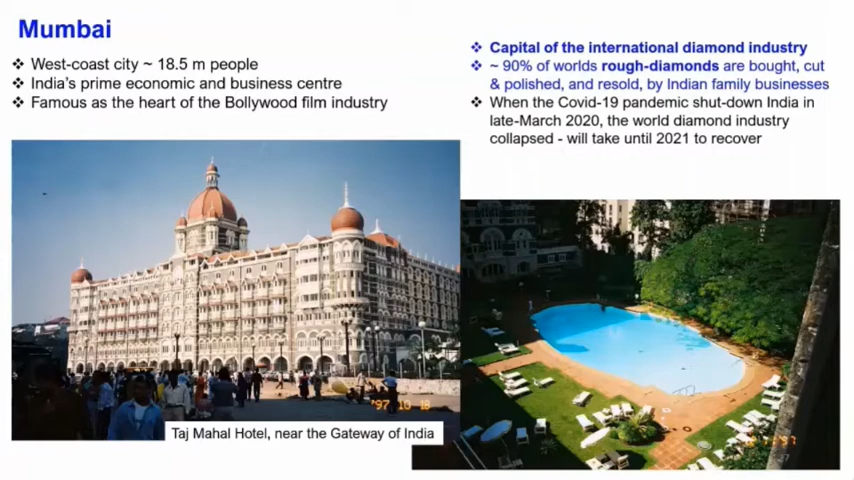 Mumbai
❖ West-coast city ~ 18.5 m people
❖ India's prime economic and business centre
❖ Famous as the heart of the Bollywood film industry
❖ Capital of the international diamond industry
❖ ~ 90% of worlds rough-diamonds are bought, cut
& polished, and resold, by Indian family businesses
❖ When the Covid-19 pandemic shut-down India in
late-March 2020, the world diamond industry
collapsed - will take until 2021 to recover
'97 10 18
Taj Mahal Hotel, near the Gateway of India